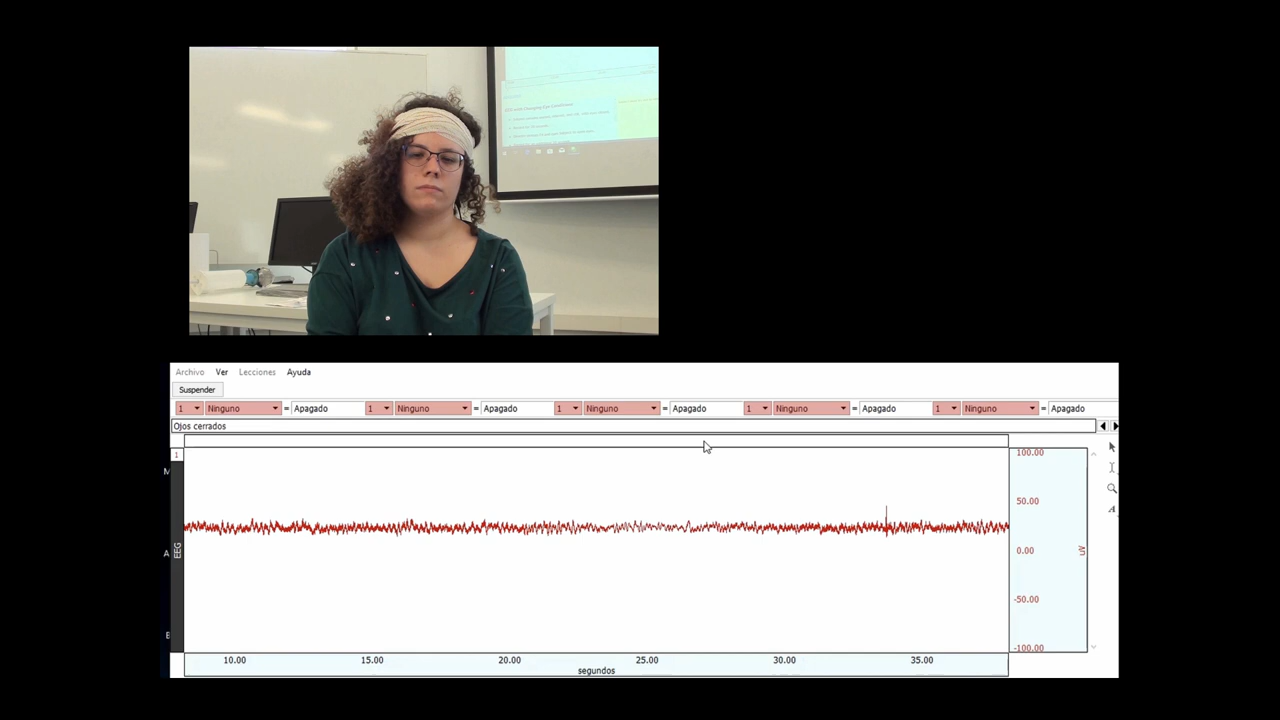 Archivo Ver Lecciones Ayuda
Suspender
1 Ninguno = Apagado 1 Ninguno = Apagado 1 Ninguno = Apagado 1 Ninguno = Apagado 1 Ninguno = Apagado
Ojos cerrados
1
100.00
50.00
0.00
-50.00
-100.00
EEG
uV
M
A
B
10.00 15.00 20.00 25.00 30.00 35.00
segundos